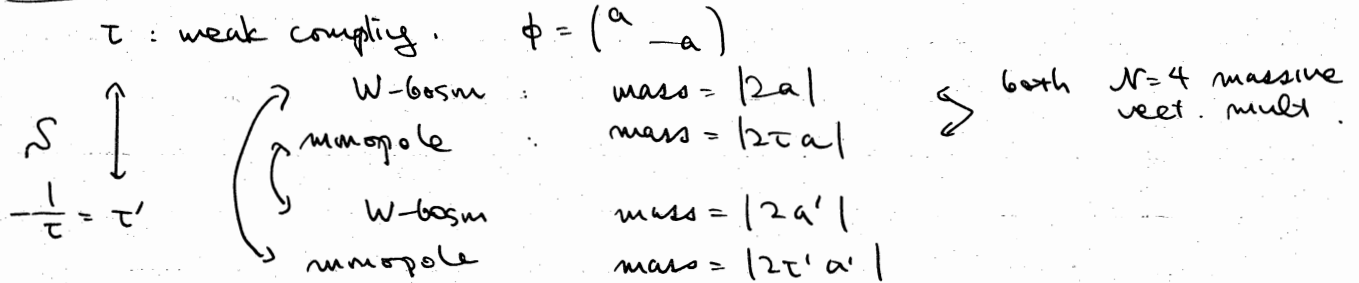 τ : weak coupling. φ = (a -a)
W-boson : mass = |2a|
both N=4 massive vect. mult.
monopole : mass = |2τa|
S
-1/τ = τ' W-boson mass = |2a'|
monopole mass = |2τ'a'|